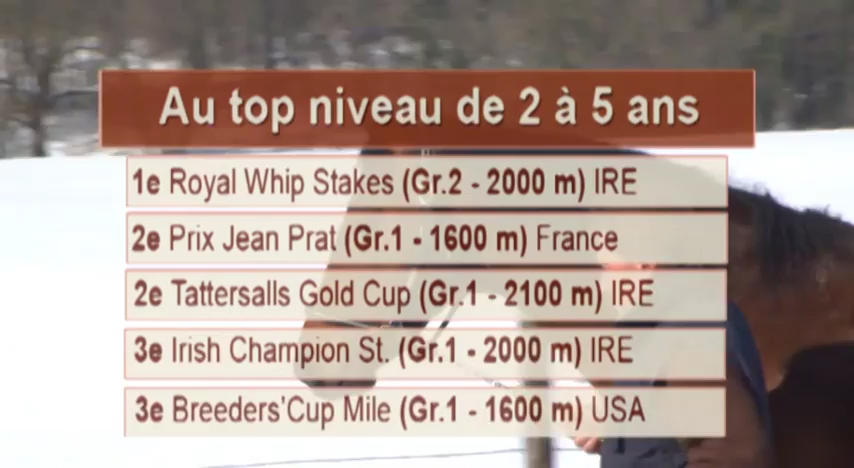 Au top niveau de 2 à 5 ans
1e Royal Whip Stakes (Gr.2 - 2000 m) IRE
2e Prix Jean Prat (Gr.1 - 1600 m) France
2e Tattersalls Gold Cup (Gr.1 - 2100 m) IRE
3e Irish Champion St. (Gr.1 - 2000 m) IRE
3e Breeders'Cup Mile (Gr.1 - 1600 m) USA